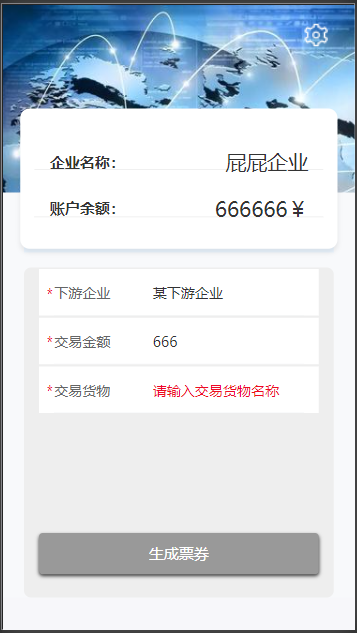 企业名称： 屁屁企业
账户余额： 666666￥
*下游企业 某下游企业
*交易金额 666
*交易货物 请输入交易货物名称
生成票券